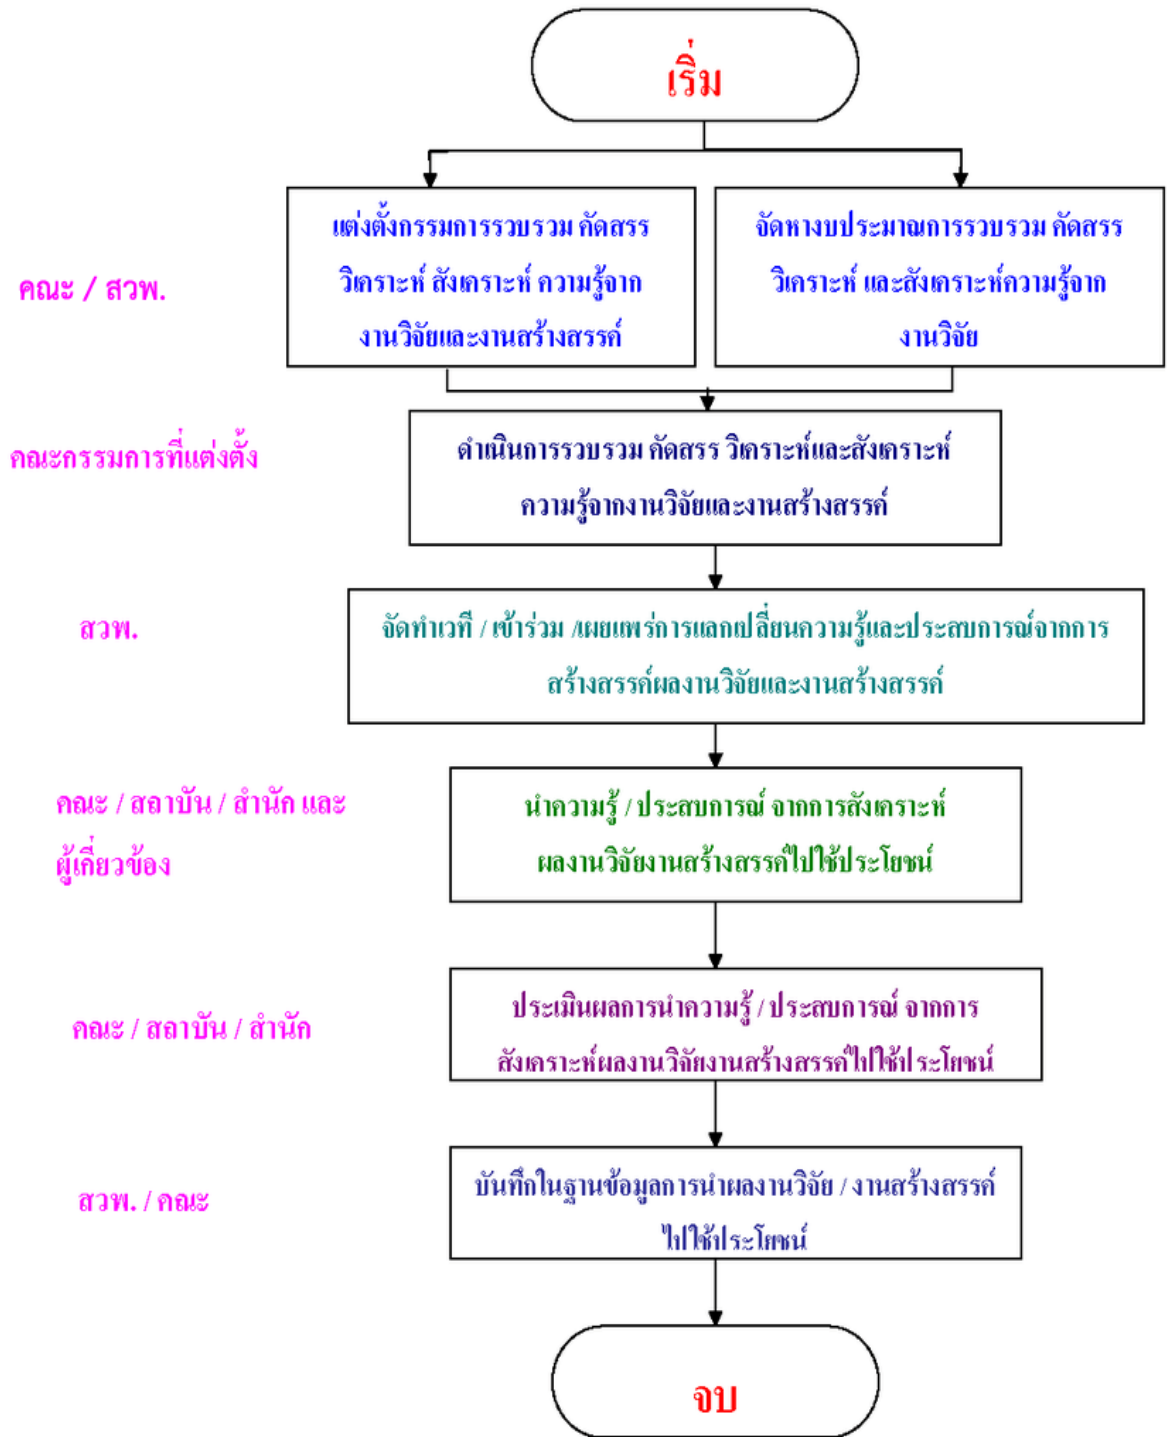 เริ่ม
คณะ / สวพ.
แต่งตั้งกรรมการรวบรวม คัดสรร
วิเคราะห์ สังเคราะห์ ความรู้จาก
งานวิจัยและงานสร้างสรรค์
จัดหางบประมาณการรวบรวม คัดสรร
วิเคราะห์ และสังเคราะห์ความรู้จาก
งานวิจัย
คณะกรรมการที่แต่งตั้ง
ดำเนินการรวบรวม คัดสรร วิเคราะห์และสังเคราะห์
ความรู้จากงานวิจัยและงานสร้างสรรค์
สวพ.
จัดทำเวที / เข้าร่วม /เผยแพร่การแลกเปลี่ยนความรู้และประสบการณ์จากการ
สร้างสรรค์ผลงานวิจัยและงานสร้างสรรค์
คณะ / สถาบัน / สำนัก และ
ผู้เกี่ยวข้อง
นำความรู้ / ประสบการณ์ จากการสังเคราะห์
ผลงานวิจัยงานสร้างสรรค์ไปใช้ประโยชน์
คณะ / สถาบัน / สำนัก
ประเมินผลการนำความรู้ / ประสบการณ์ จากการ
สังเคราะห์ผลงานวิจัยงานสร้างสรรค์ไปใช้ประโยชน์
สวพ. / คณะ
บันทึกในฐานข้อมูลการนำผลงานวิจัย / งานสร้างสรรค์
ไปใช้ประโยชน์
จบ